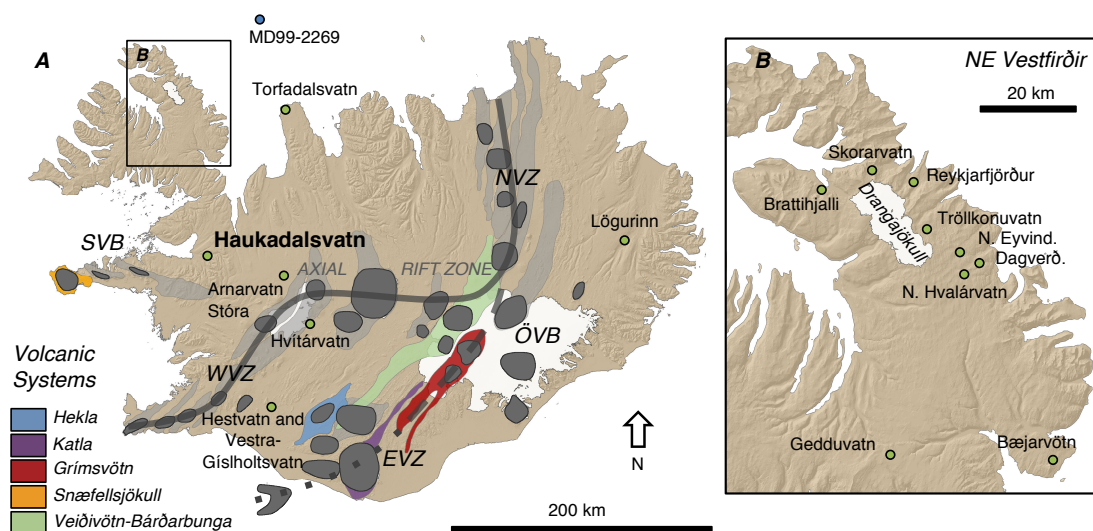 A
B
MD99-2269
Torfadalsvatn
NVZ
Lögurinn
SVB
Haukadalsvatn
AXIAL
RIFT ZONE
Arnarvatn
Stóra
Hvítárvatn
ÖVB
WVZ
Hestvatn and
Vestra-
Gíslholtsvatn
EVZ
N
200 km
Volcanic
Systems
Hekla
Katla
Grímsvötn
Snæfellsjökull
Veiðivötn-Bárðarbunga
B
NE Vestfirðir
20 km
Skorarvatn
Reykjarfjörður
Brattihjalli
Drangajökull
Tröllkonuvatn
N. Eyvind.
Dagverð.
N. Hvalárvatn
Gedduvatn
Bæjarvötn